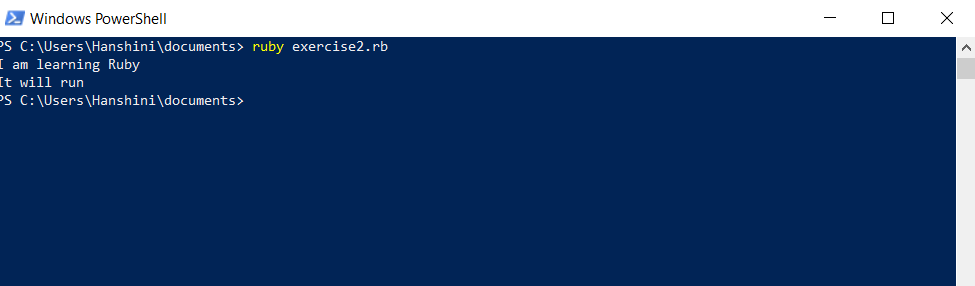 Windows PowerShell
PS C:\Users\Hanshini\documents> ruby exercise2.rb
I am learning Ruby
It will run
PS C:\Users\Hanshini\documents>